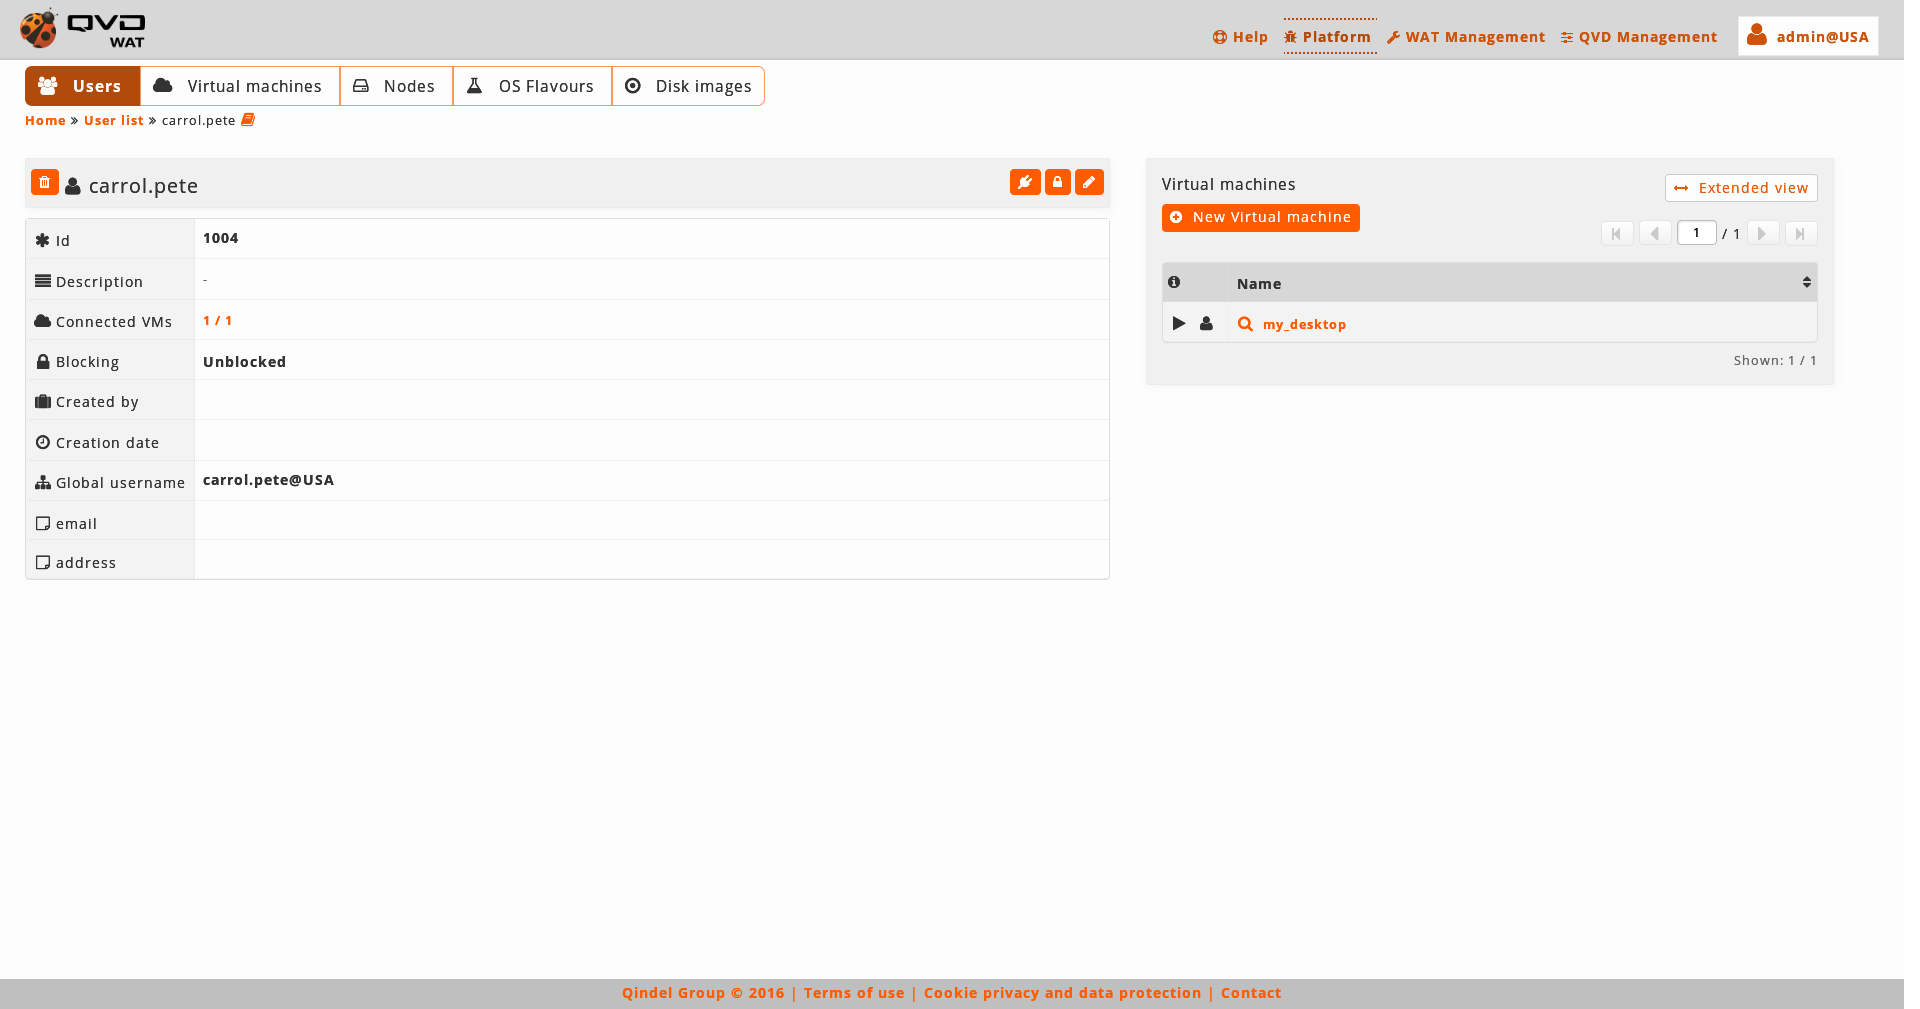 QVD
WAT
Help Platform WAT Management QVD Management admin@USA
Users Virtual machines Nodes OS Flavours Disk images
Home » User list » carrol.pete
carrol.pete
Id 1004
Description -
Connected VMs 1 / 1
Blocking Unblocked
Created by
Creation date
Global username carrol.pete@USA
email
address
Virtual machines
Extended view
New Virtual machine
1 / 1
Name
my_desktop
Shown: 1 / 1
Qindel Group © 2016 | Terms of use | Cookie privacy and data protection | Contact